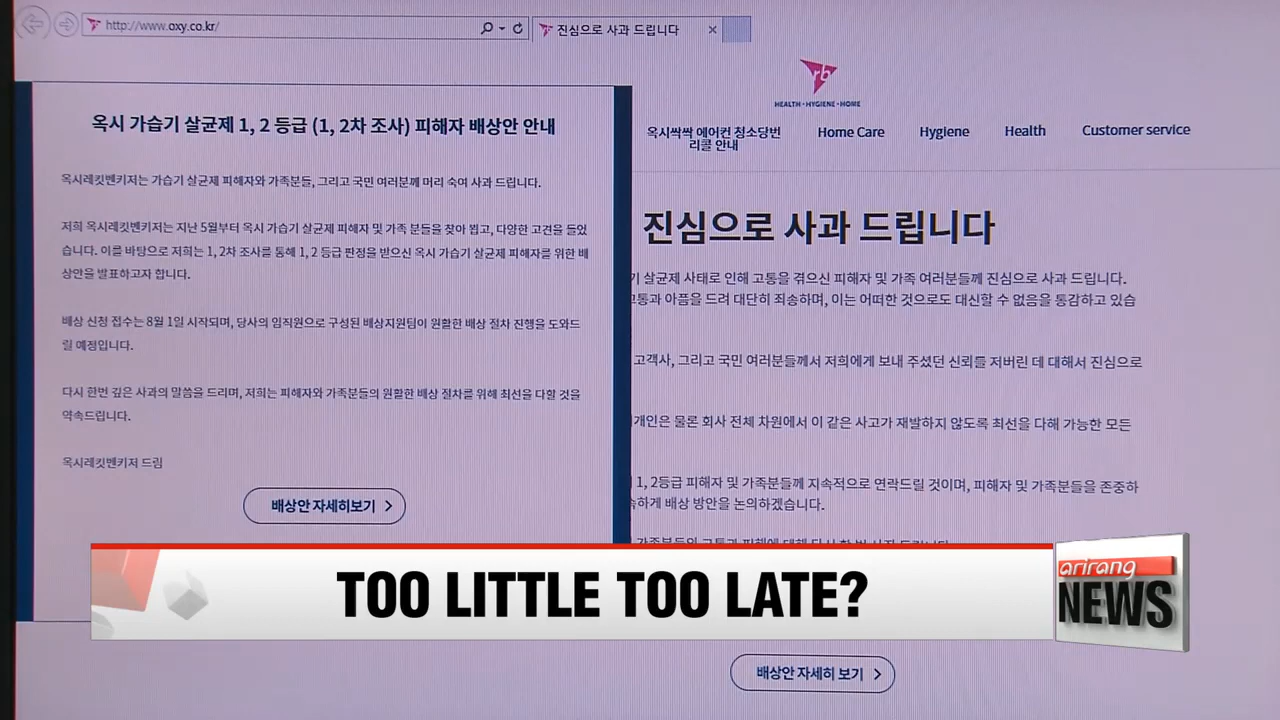 http://www.oxy.co.kr/
진심으로 사과 드립니다
옥시 가습기 살균제 1, 2 등급 (1, 2차 조사) 피해자 배상안 안내
옥시레킷벤키저는 가습기 살균제 피해자와 가족분들, 그리고 국민 여러분께 머리 숙여 사과 드립니다.
저희 옥시레킷벤키저는 지난 5월부터 옥시 가습기 살균제 피해자 및 가족 분들을 찾아 뵙고, 다양한 고견을 들었
습니다. 이를 바탕으로 저희는 1, 2차 조사를 통해 1, 2 등급 판정을 받으신 옥시 가습기 살균제 피해자를 위한 배
상안을 발표하고자 합니다.
배상 신청 접수는 8월 1일 시작되며, 당사의 임직원으로 구성된 배상지원팀이 원활한 배상 절차 진행을 도와드
릴 예정입니다.
다시 한번 깊은 사과의 말씀을 드리며, 저희는 피해자와 가족분들의 원활한 배상 절차를 위해 최선을 다할 것을
약속드립니다.
옥시레킷벤키저 드림
배상안 자세히보기
rb
HEALTH • HYGIENE • HOME
옥시싹싹 에어컨 청소당번
리콜 안내
Home Care
Hygiene
Health
Customer service
진심으로 사과 드립니다
살균제 사태로 인해 고통을 겪으신 피해자 및 가족 여러분들께 진심으로 사과 드립니다.
아픔을 드려 대단히 죄송하며, 이는 어떠한 것으로도 대신할 수 없음을 통감하고 있습
고객사, 그리고 국민 여러분들께서 저희에게 보내 주셨던 신뢰를 저버린 데 대해서 진심으로
개인은 물론 회사 전체 차원에서 이 같은 사고가 재발하지 않도록 최선을 다해 가능한 모든
1, 2등급 피해자 및 가족분들께 지속적으로 연락드릴 것이며, 피해자 및 가족분들을 존중하
배상 방안을 논의하겠습니다.
배상안 자세히 보기
TOO LITTLE TOO LATE?
arirang
NEWS